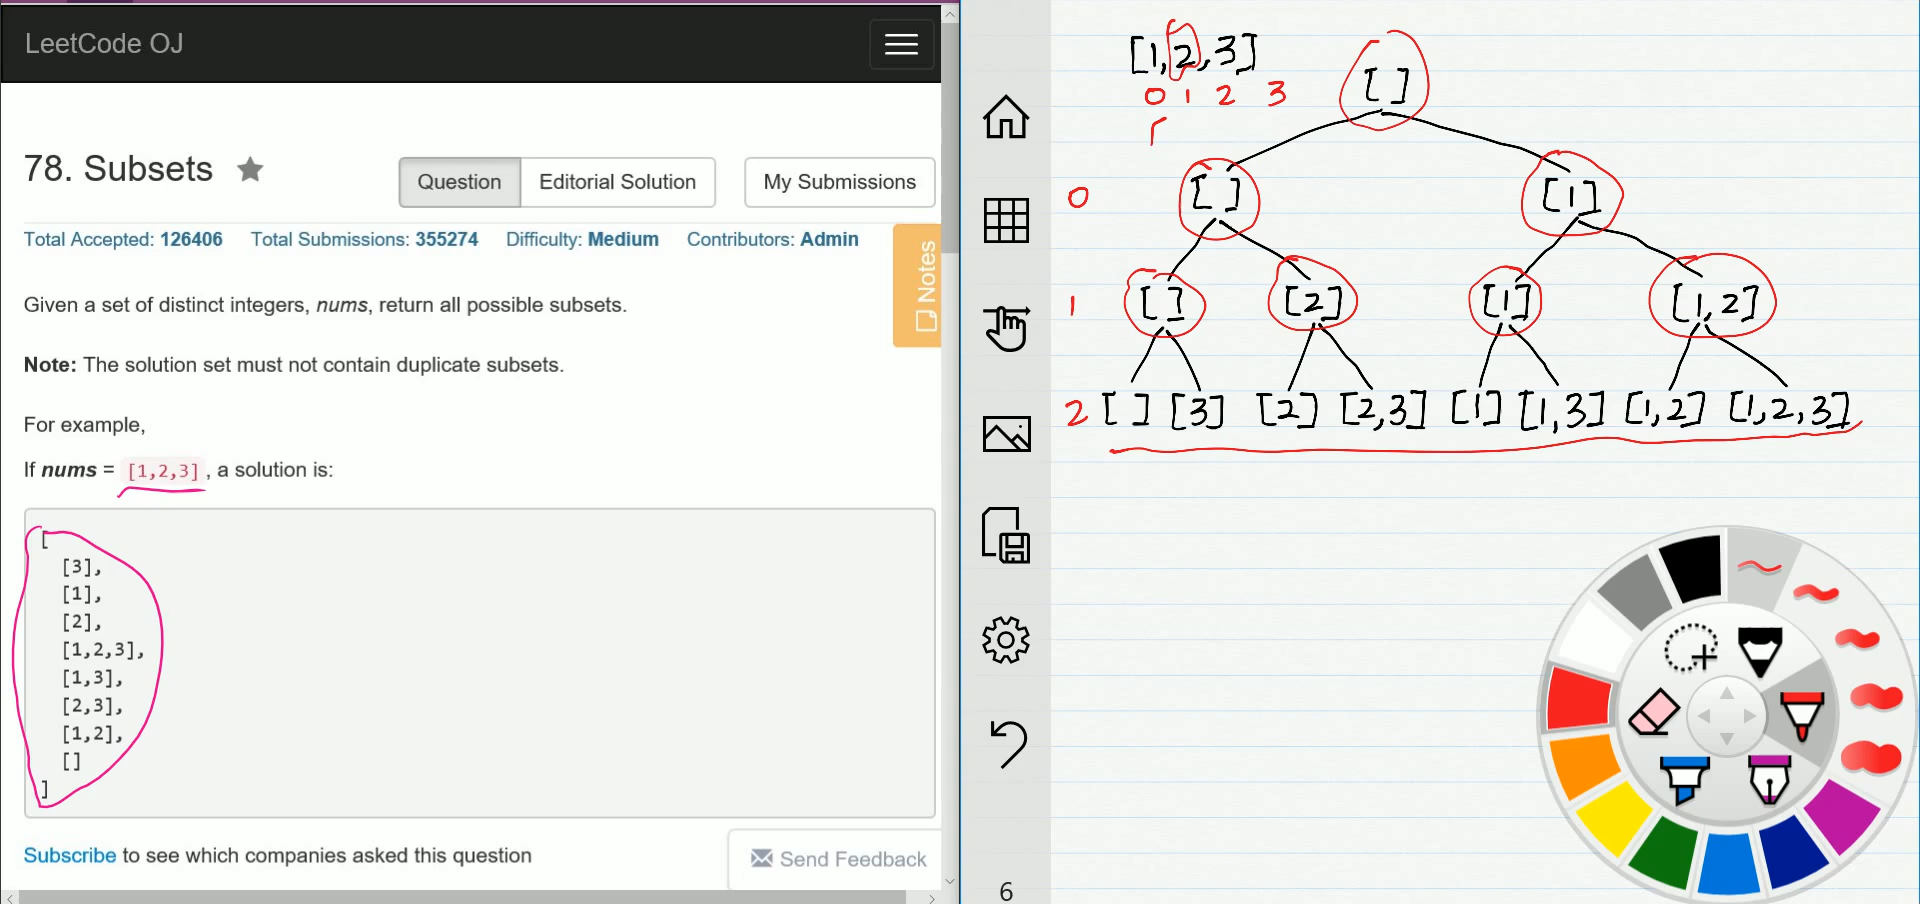 LeetCode OJ
78. Subsets
Question
Editorial Solution
My Submissions
Total Accepted: 126406 Total Submissions: 355274 Difficulty: Medium Contributors: Admin
Notes
Given a set of distinct integers, nums, return all possible subsets.
Note: The solution set must not contain duplicate subsets.
For example,
If nums = [1,2,3], a solution is:
[
[3],
[1],
[2],
[1,2,3],
[1,3],
[2,3],
[1,2],
[]
]
Subscribe to see which companies asked this question
Send Feedback
[1,2,3]
0 1 2 3
[ ]
0 [ ] [1]
1 [ ] [2] [1] [1,2]
2 [ ] [3] [2] [2,3] [1] [1,3] [1,2] [1,2,3]
6